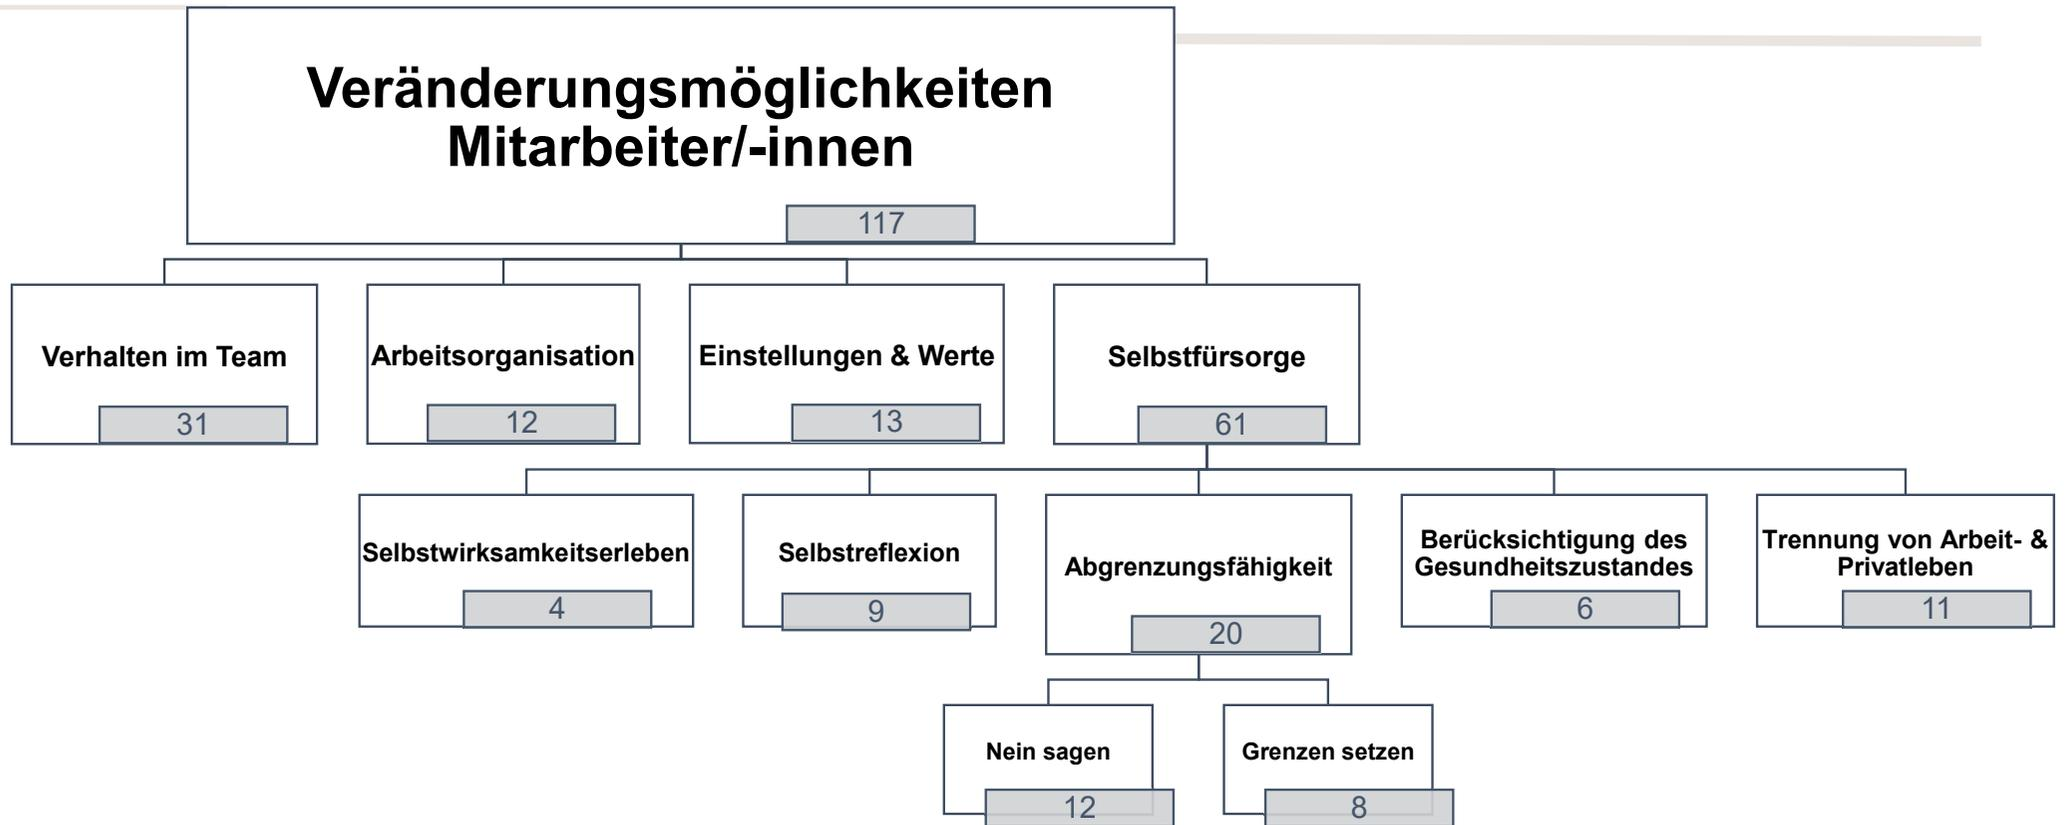 Veränderungsmöglichkeiten
Mitarbeiter/-innen
117
Verhalten im Team
31
Arbeitsorganisation
12
Einstellungen & Werte
13
Selbstfürsorge
61
Selbstwirksamkeitserleben
4
Selbstreflexion
9
Abgrenzungsfähigkeit
20
Berücksichtigung des
Gesundheitszustandes
6
Trennung von Arbeit- &
Privatleben
11
Nein sagen
12
Grenzen setzen
8